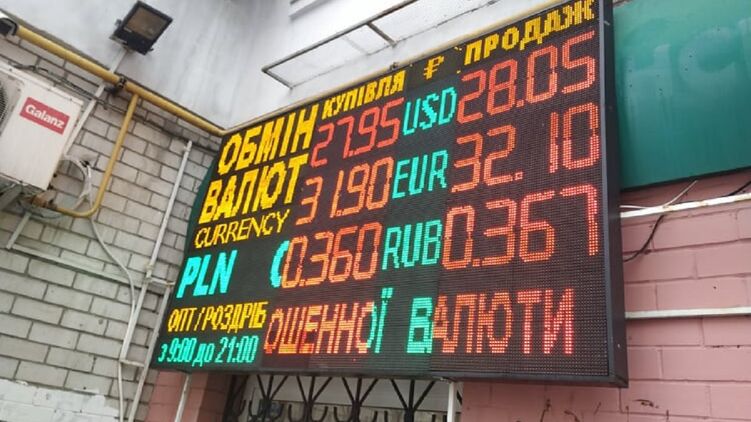 Galanz
КУПІВЛЯ ₽ ПРОДАЖ
ОБМІН 27.95 USD 28.05
ВАЛЮТ 31.90 EUR 32.10
CURRENCY
PLN 0.360 RUB 0.367
ОПТ/РОЗДРІБ ОШЕННОЇ ВАЛЮТИ
з 9:00 до 21:00